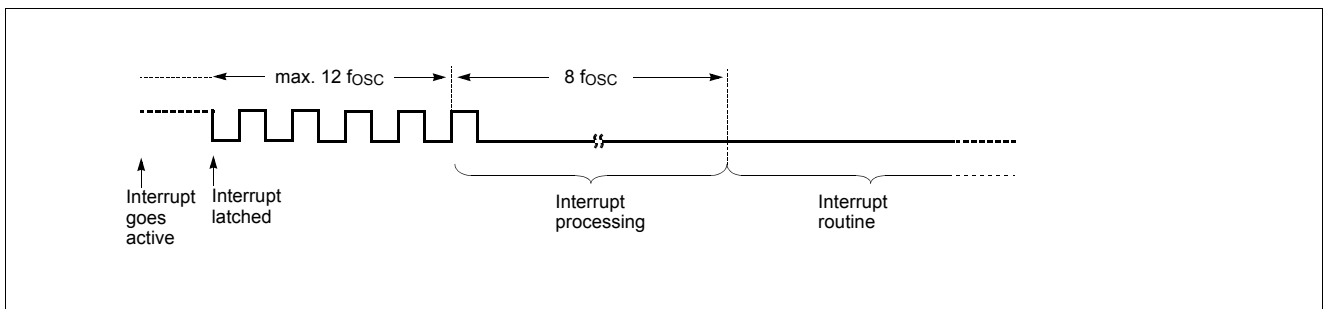 max. 12 fOSC
8 fOSC
Interrupt
goes
active
Interrupt
latched
Interrupt
processing
Interrupt
routine